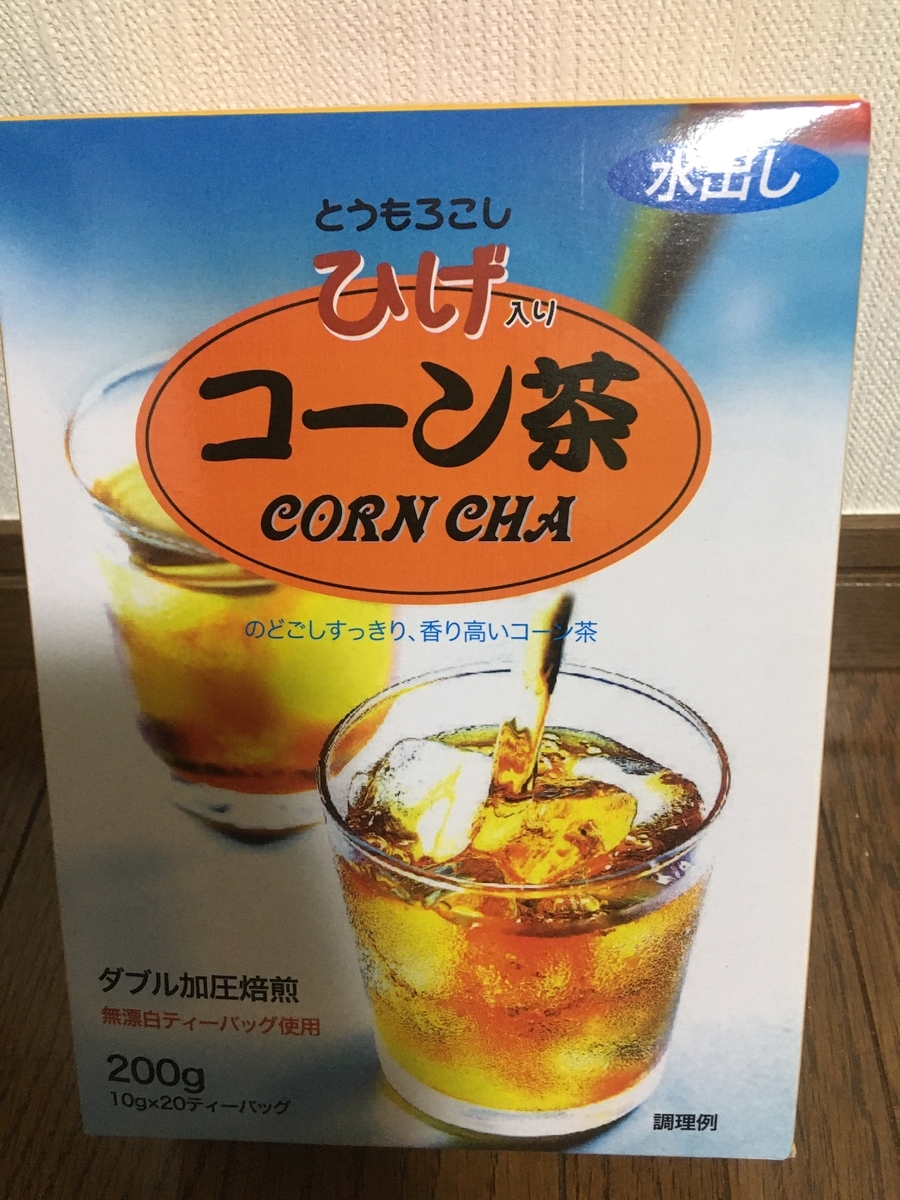 水出し
とうもろこし
ひげ入り
コーン茶
CORN CHA
のどごしすっきり、香り高いコーン茶
ダブル加圧焙煎
無漂白ティーバッグ使用
200g
10g×20ティーバッグ
調理例